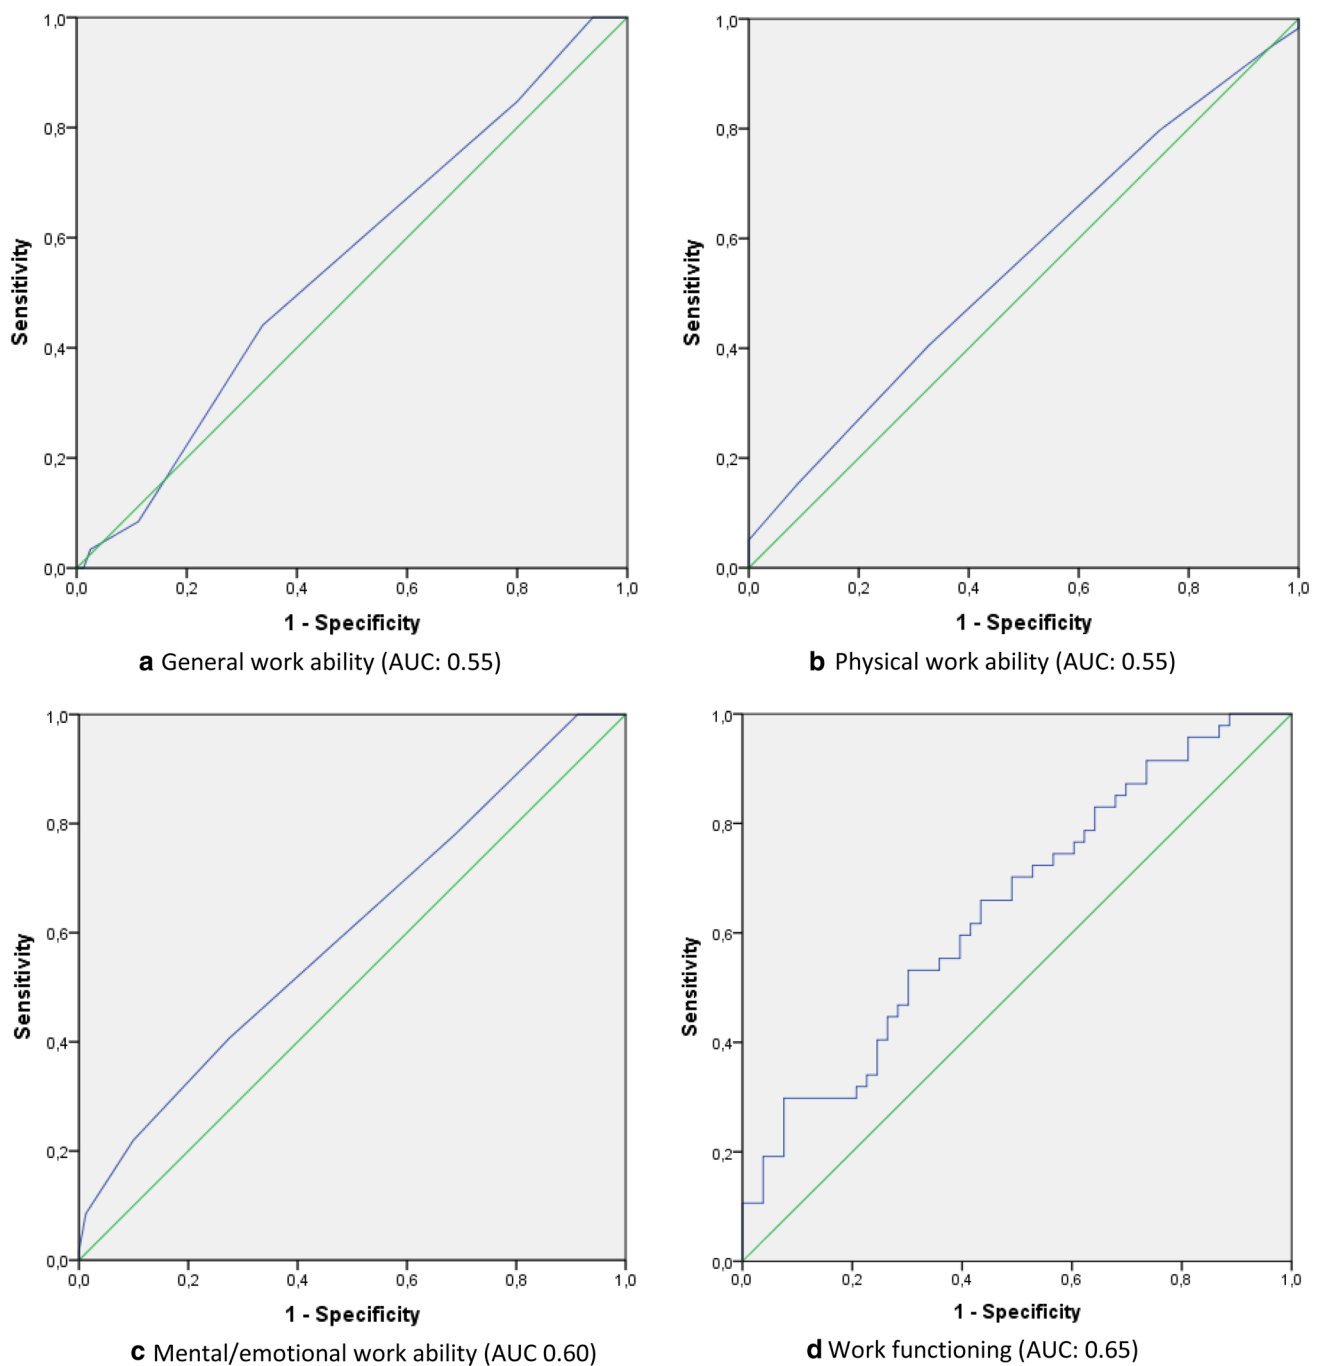 1,0
0,8
0,6
0,4
0,2
0,0
Sensitivity
0,0 0,2 0,4 0,6 0,8 1,0
1 - Specificity
a General work ability (AUC: 0.55)
1,0
0,8
0,6
0,4
0,2
0,0
Sensitivity
0,0 0,2 0,4 0,6 0,8 1,0
1 - Specificity
b Physical work ability (AUC: 0.55)
1,0
0,8
0,6
0,4
0,2
0,0
Sensitivity
0,0 0,2 0,4 0,6 0,8 1,0
1 - Specificity
c Mental/emotional work ability (AUC 0.60)
1,0
0,8
0,6
0,4
0,2
0,0
Sensitivity
0,0 0,2 0,4 0,6 0,8 1,0
1 - Specificity
d Work functioning (AUC: 0.65)